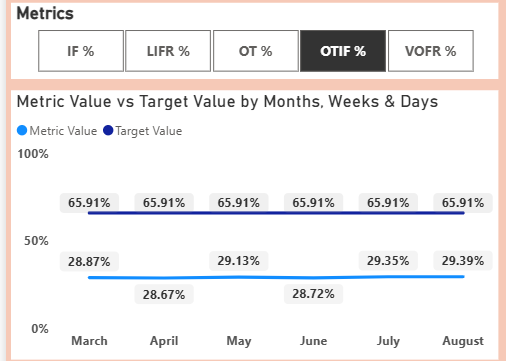 Metrics
IF % LIFR % OT % OTIF % VOFR %
Metric Value vs Target Value by Months, Weeks & Days
Metric Value Target Value
100%
65.91% 65.91% 65.91% 65.91% 65.91% 65.91%
50%
28.87% 29.13% 29.35% 29.39%
28.67% 28.72%
0%
March April May June July August